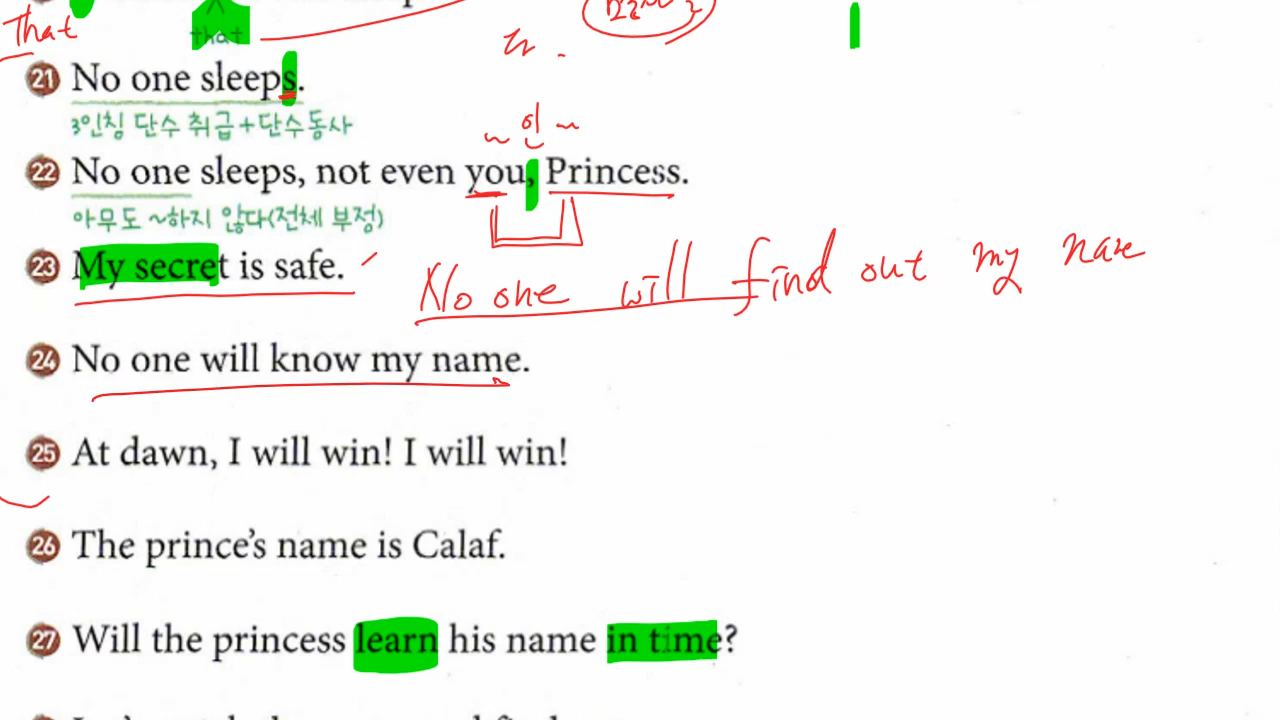 That
that
㉑ No one sleeps.
3인칭 단수 취급+단수동사
~ 이 ~
㉒ No one sleeps, not even you, Princess.
아무도 ~하지 않다(전체 부정)
㉓ My secret is safe.
No one will find out my name
㉔ No one will know my name.
㉕ At dawn, I will win! I will win!
㉖ The prince's name is Calaf.
㉗ Will the princess learn his name in time?